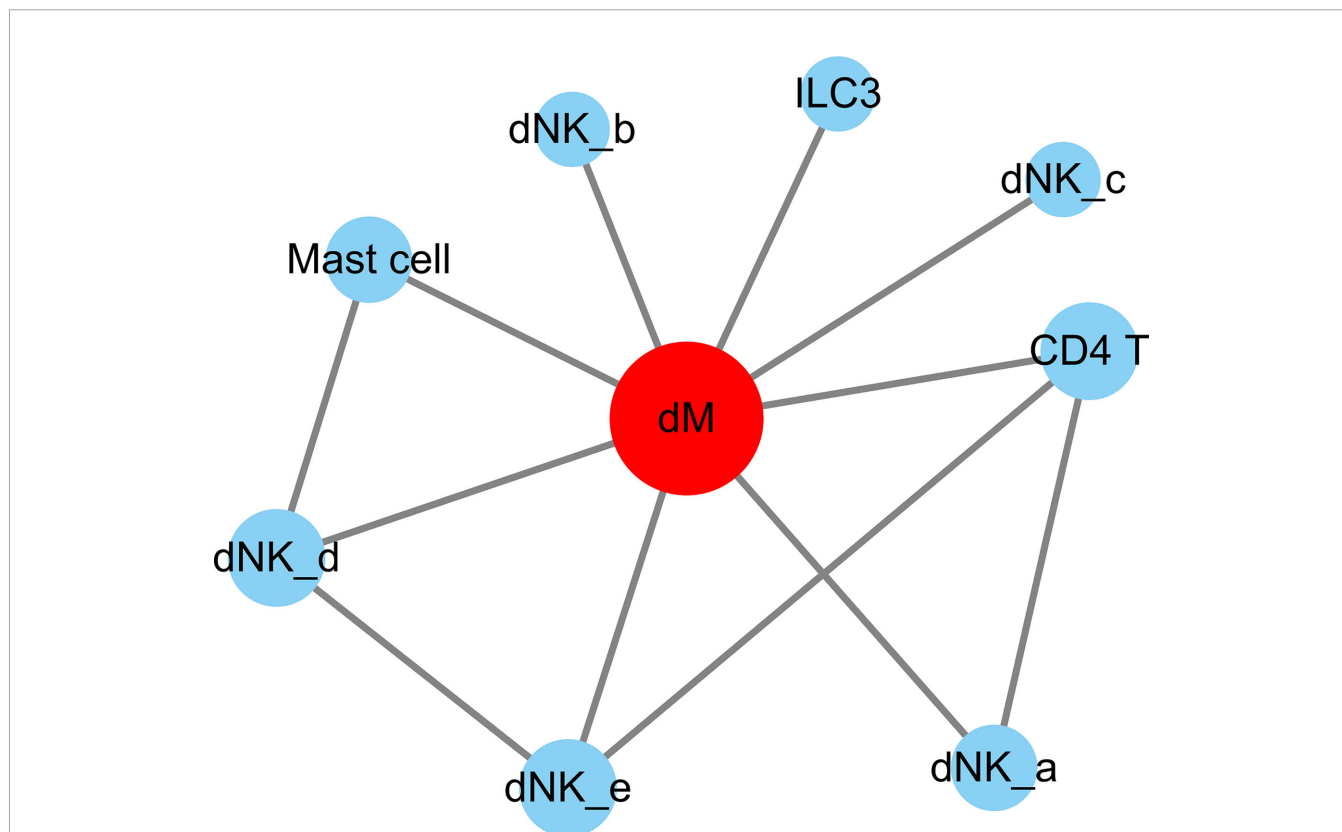 ILC3
dNK_b
dNK_c
Mast cell
CD4 T
dM
dNK_d
dNK_a
dNK_e